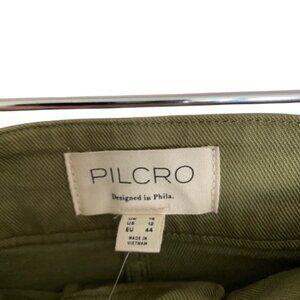 PILCRO
Designed in Phila.
US 12
EU 44
MADE IN
VIETNAM